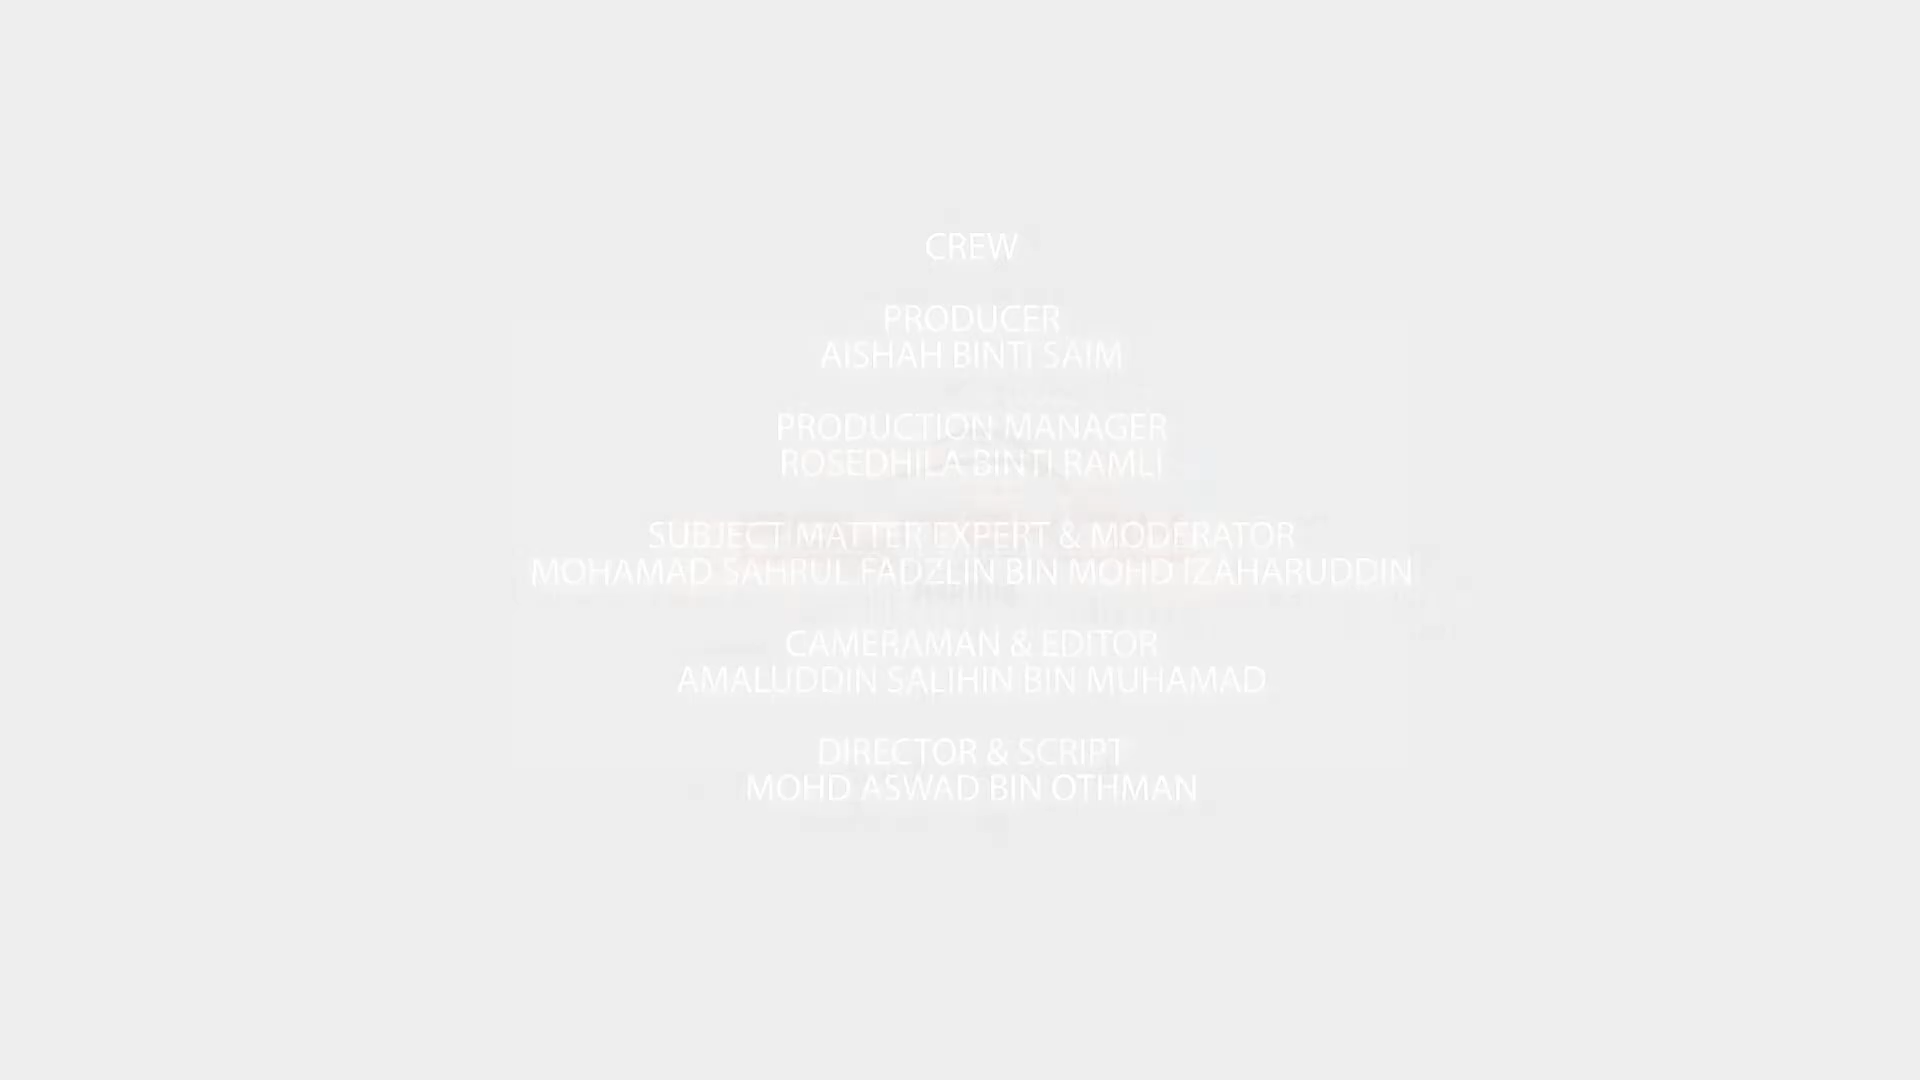 CREW
PRODUCER
AISHAH BINTI SAIM
PRODUCTION MANAGER
ROSEDHILA BINTI RAMLI
SUBJECT MATTER EXPERT & MODERATOR
MOHAMAD SAHRUL FADZLIN BIN MOHD IZAHARUDDIN
CAMERAMAN & EDITOR
AMALUDDIN SALIHIN BIN MUHAMAD
DIRECTOR & SCRIPT
MOHD ASWAD BIN OTHMAN